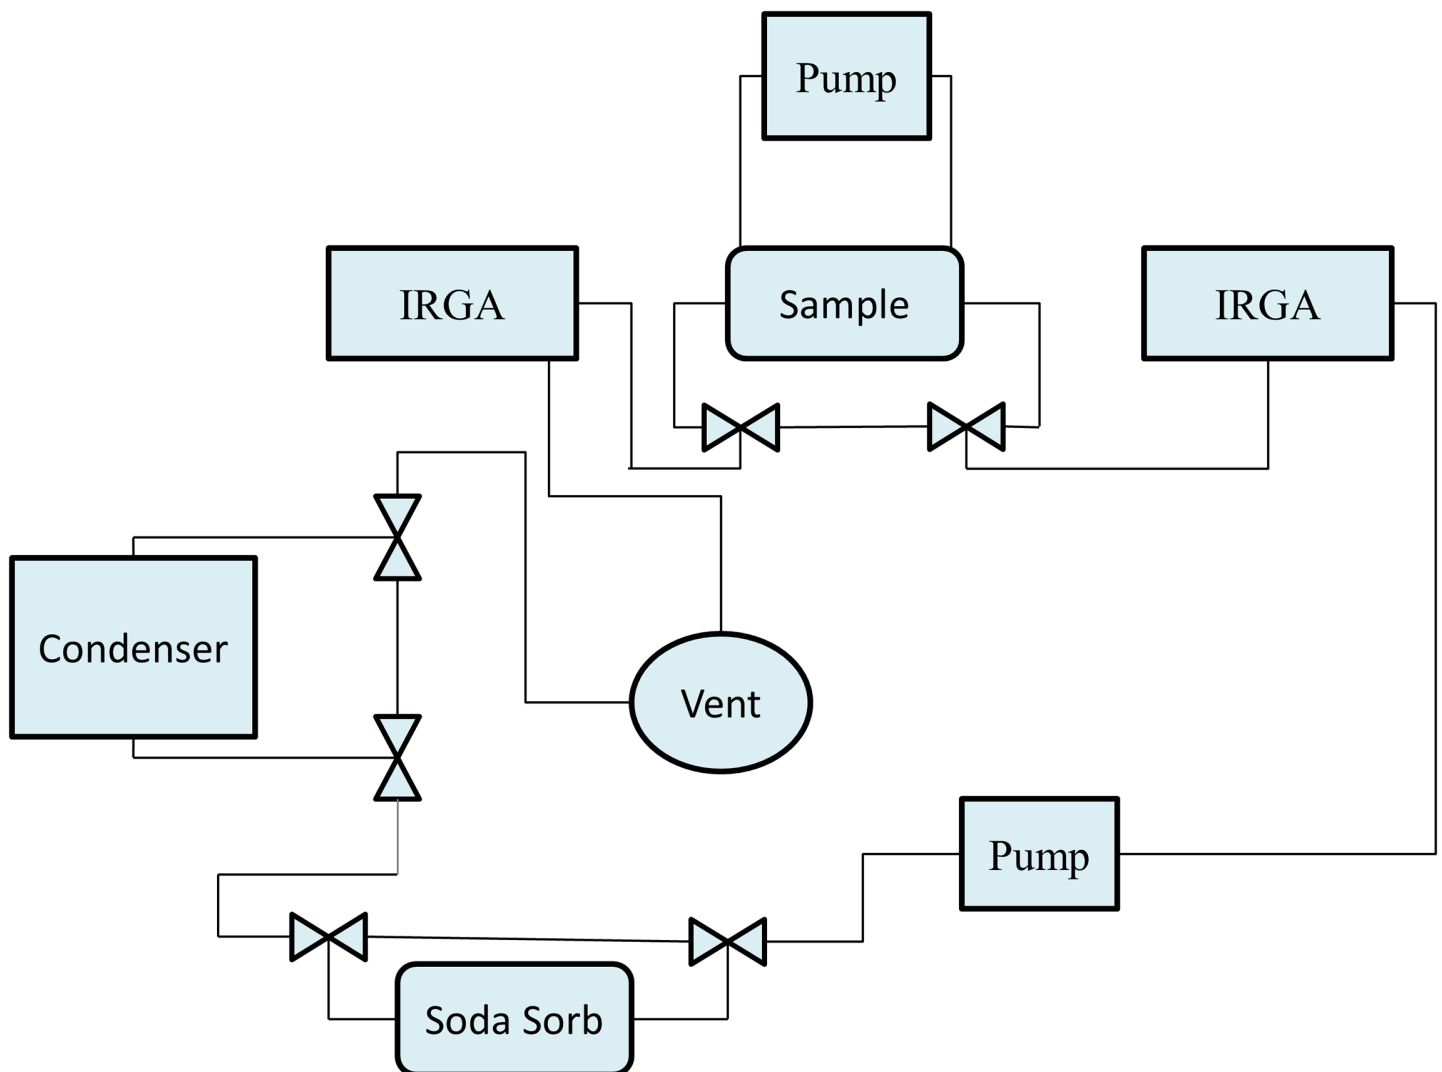 Pump
IRGA
Sample
IRGA
Condenser
Vent
Pump
Soda Sorb